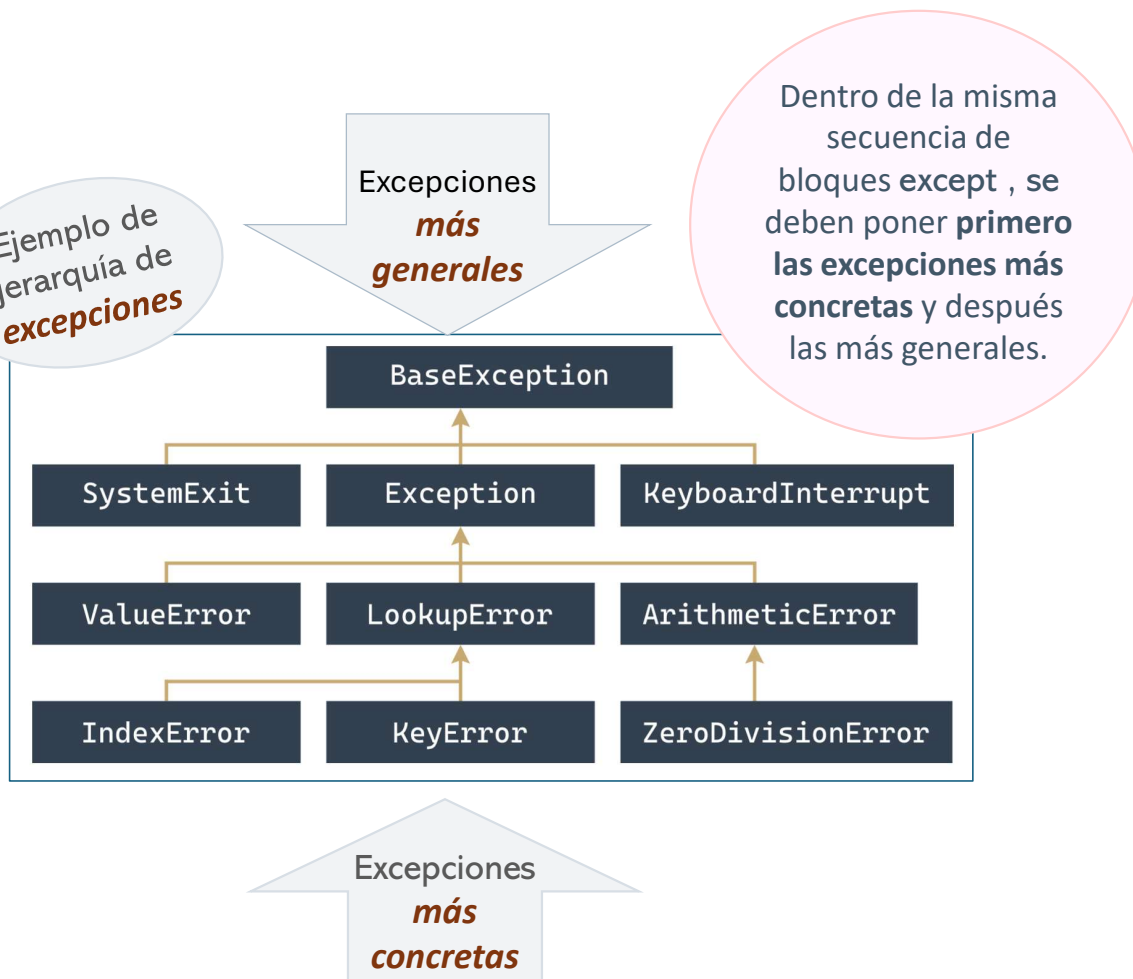 Ejemplo de
jerarquía de
excepciones
Excepciones
más
generales
Dentro de la misma
secuencia de
bloques except , se
deben poner primero
las excepciones más
concretas y después
las más generales.
BaseException
SystemExit
Exception
KeyboardInterrupt
ValueError
LookupError
ArithmeticError
IndexError
KeyError
ZeroDivisionError
Excepciones
más
concretas